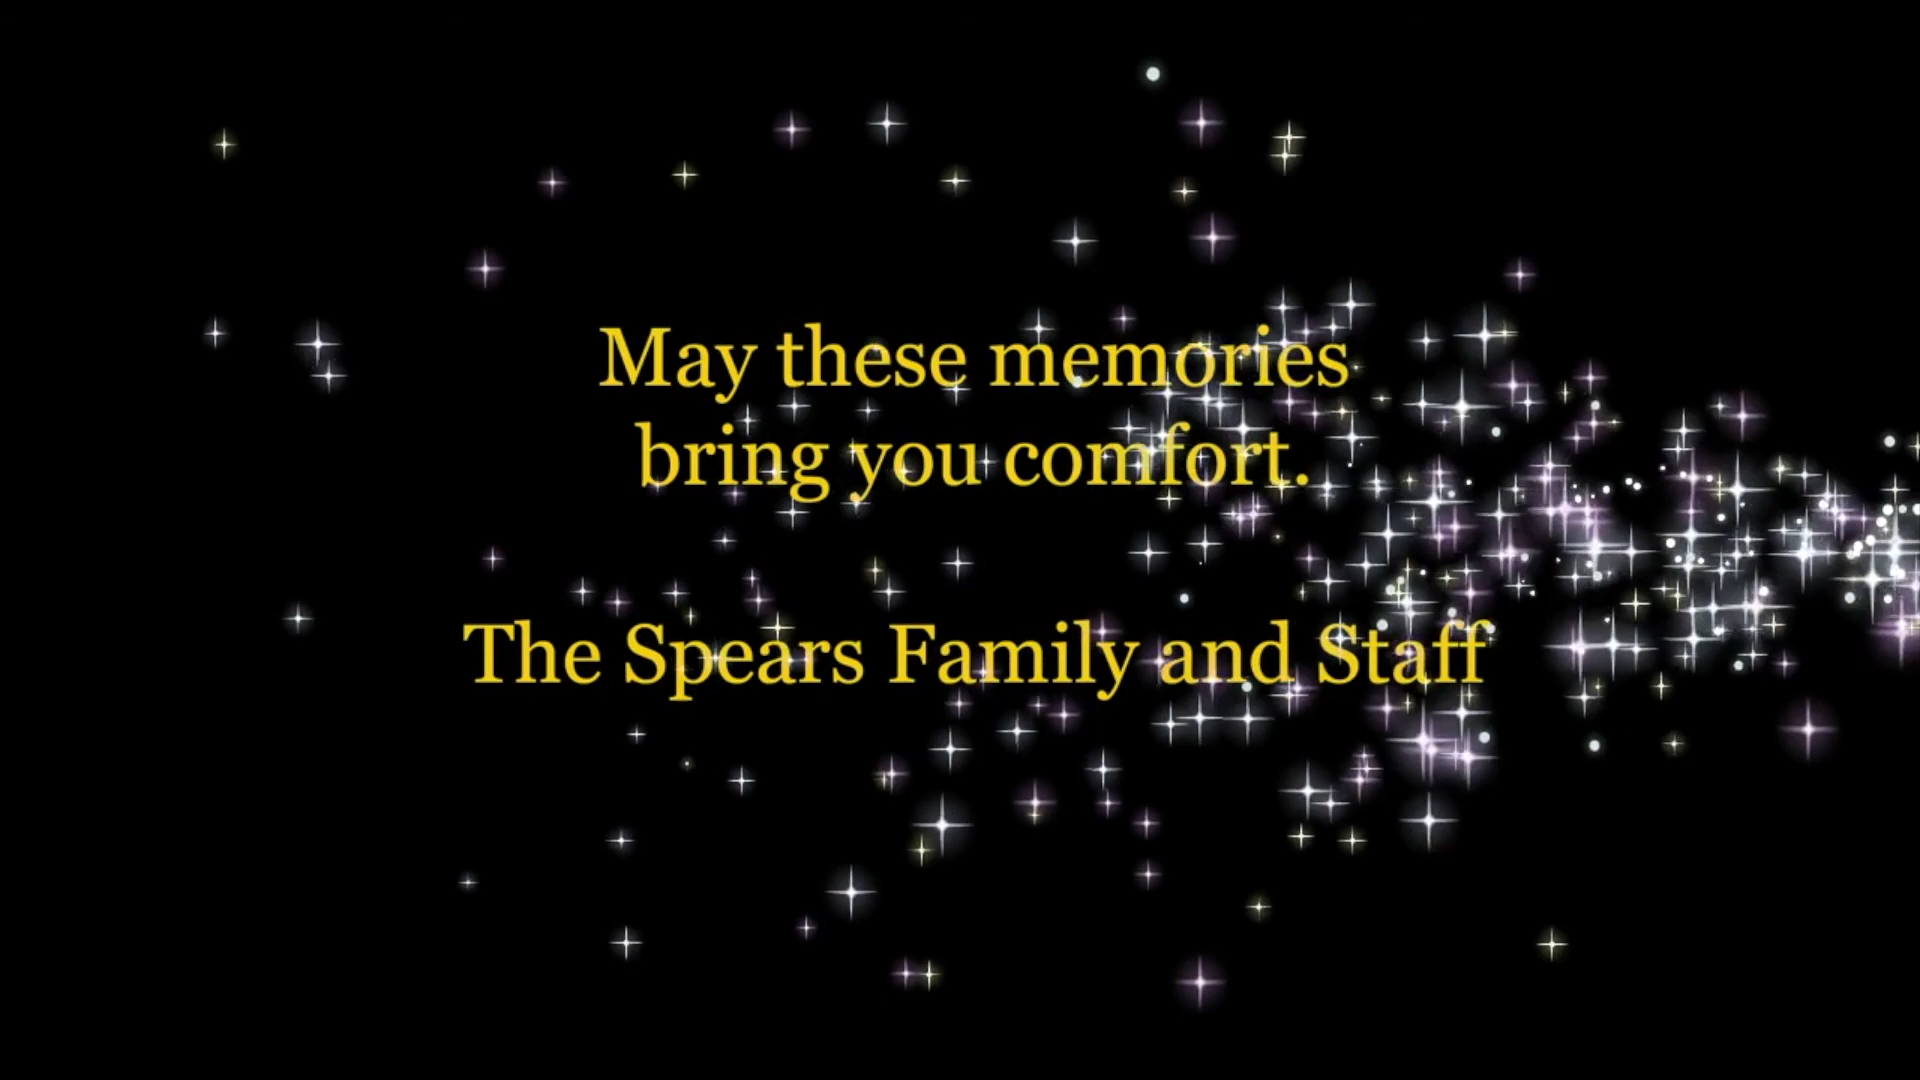 May these memories
bring you comfort.
The Spears Family and Staff